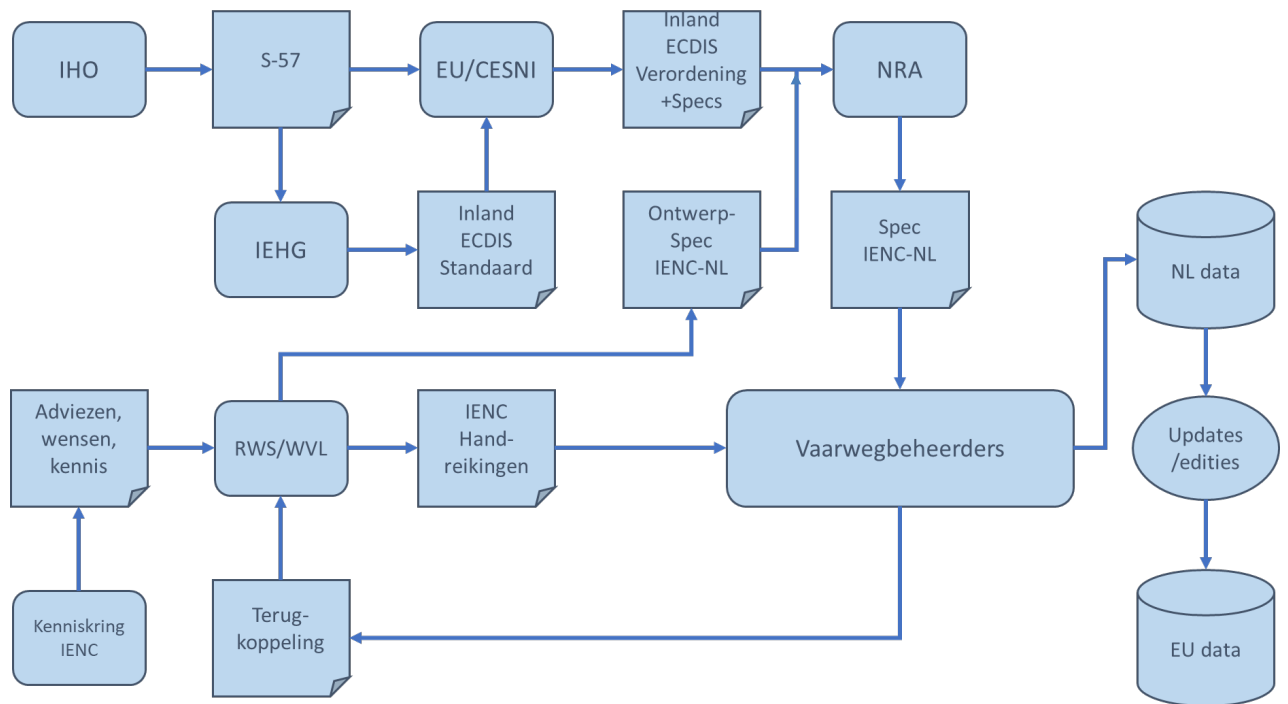 IHO
S-57
EU/CESNI
Inland
ECDIS
Verordening
+Specs
NRA
IEHG
Inland
ECDIS
Standaard
Ontwerp-
Spec
IENC-NL
Spec
IENC-NL
NL data
Adviezen,
wensen,
kennis
RWS/WVL
IENC
Hand-
reikingen
Vaarwegbeheerders
Updates
/edities
Kenniskring
IENC
Terug-
koppeling
EU data